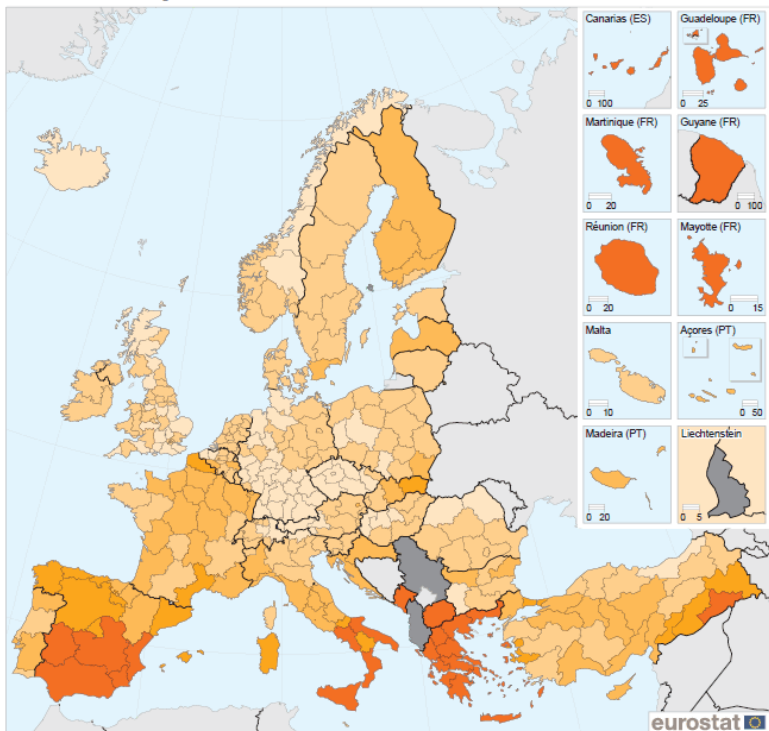 Canarias (ES)
0 100
Guadeloupe (FR)
0 25
Martinique (FR)
0 20
Guyane (FR)
0 100
Réunion (FR)
0 20
Mayotte (FR)
0 15
Malta
0 10
Açores (PT)
0 50
Madeira (PT)
0 20
Liechtenstein
0 5
eurostat